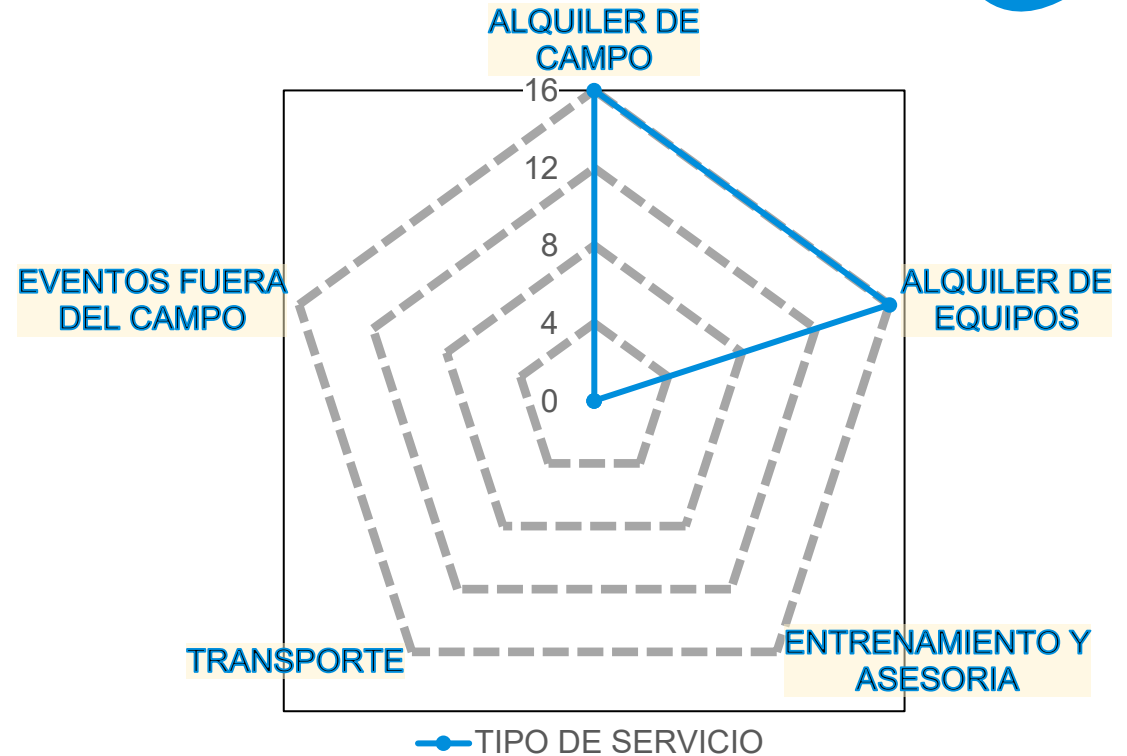 ALQUILER DE
CAMPO
16
12
8
4
0
EVENTOS FUERA
DEL CAMPO
ALQUILER DE
EQUIPOS
TRANSPORTE
ENTRENAMIENTO Y
ASESORIA
TIPO DE SERVICIO